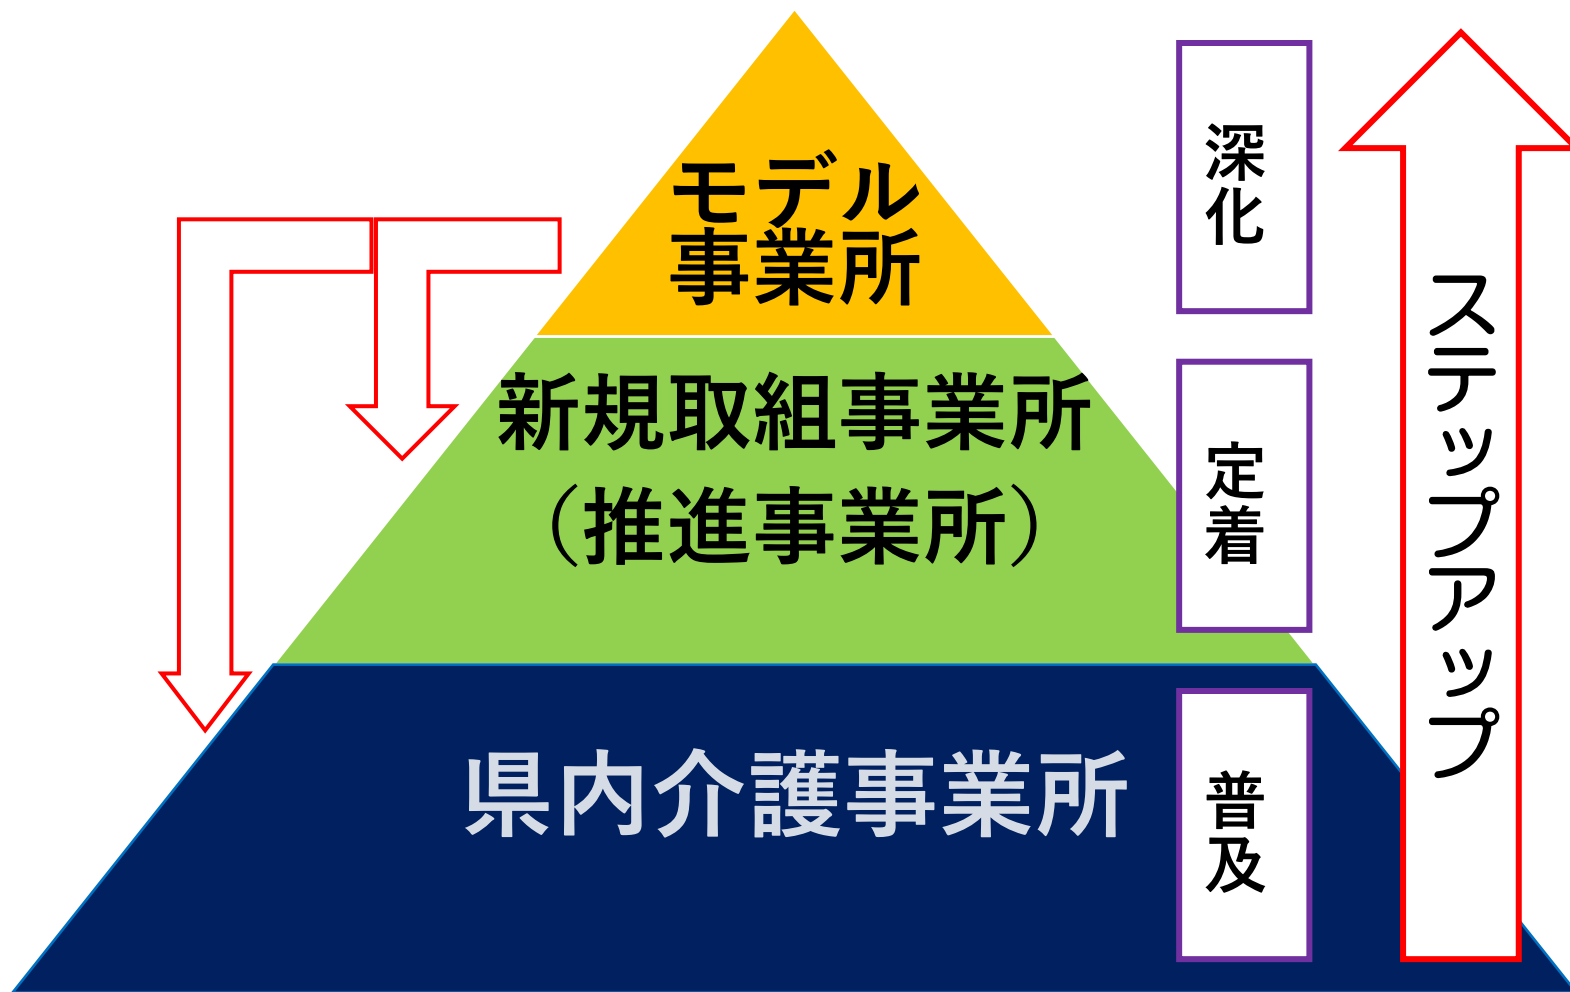 モデル
事業所
新規取組事業所
（推進事業所）
県内介護事業所
深化
定着
普及
ステップアップ